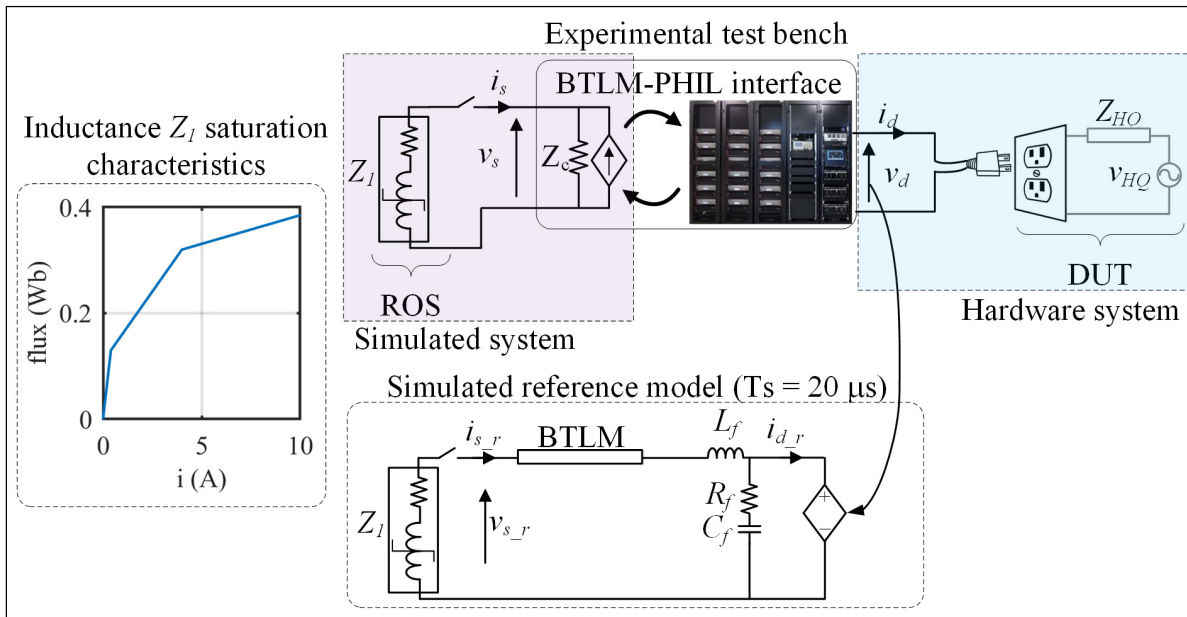 Experimental test bench
BTLM-PHIL interface
Inductance Z1 saturation
characteristics
flux (Wb)
0.4
0.2
0
0
5
10
i (A)
Z1
is
vs
Zc
ROS
Simulated system
id
vd
ZHQ
vHQ
DUT
Hardware system
Simulated reference model (Ts = 20 μs)
Z1
is_r
vs_r
BTLM
Lf
id_r
Rf
Cf
+
−